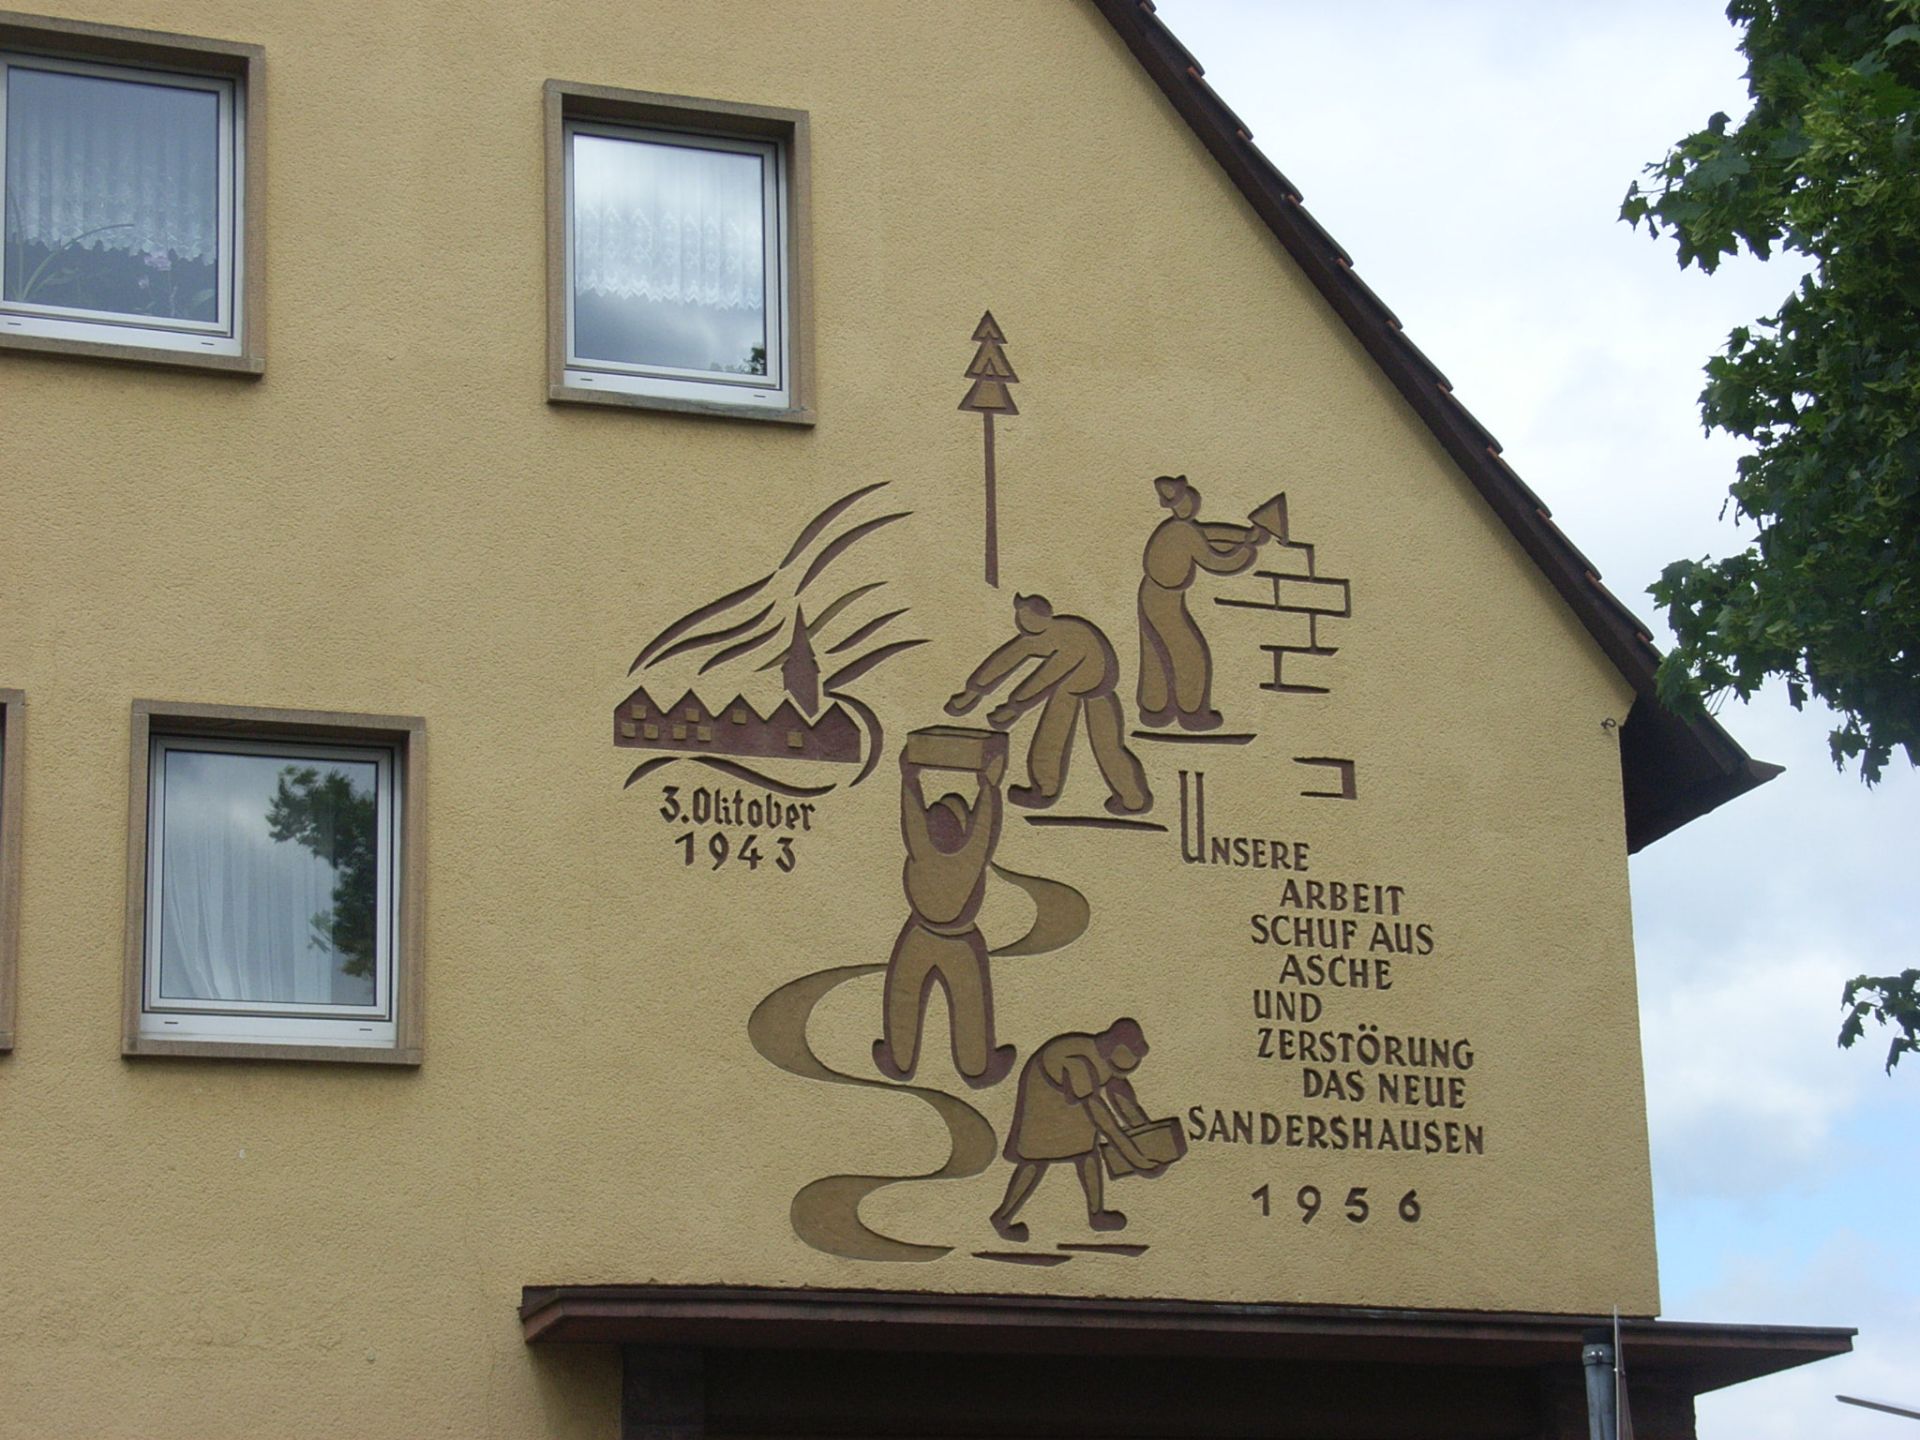 3. Oktober
1943
UNSERE
ARBEIT
SCHUF AUS
ASCHE
UND
ZERSTÖRUNG
DAS NEUE
SANDERSHAUSEN
1956